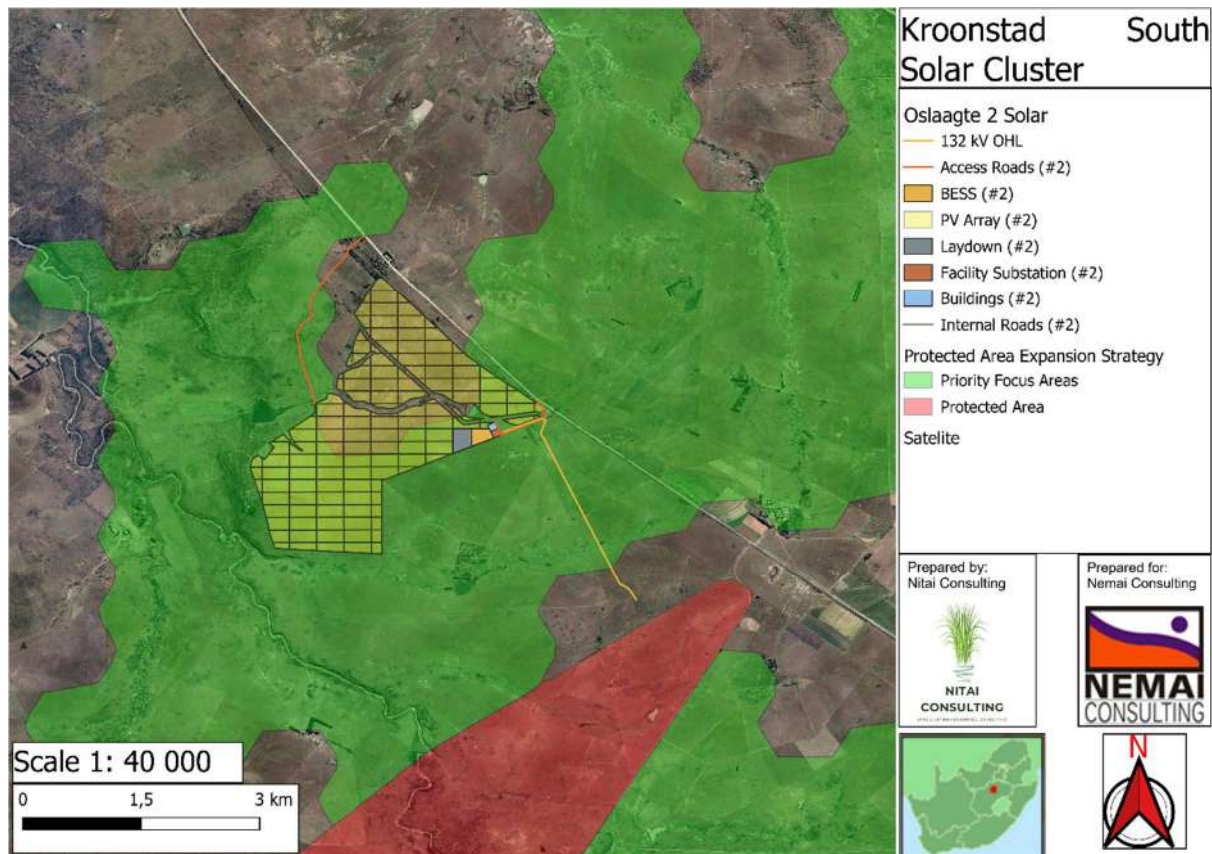 Kroonstad South
Solar Cluster
Oslaagte 2 Solar
132 kV OHL
Access Roads (#2)
BESS (#2)
PV Array (#2)
Laydown (#2)
Facility Substation (#2)
Buildings (#2)
Internal Roads (#2)
Protected Area Expansion Strategy
Priority Focus Areas
Protected Area
Satelite
Prepared by:
Nitai Consulting
NITAI
CONSULTING
Prepared for:
Nemai Consulting
NEMAI
CONSULTING
N
Scale 1: 40 000
0 1,5 3 km